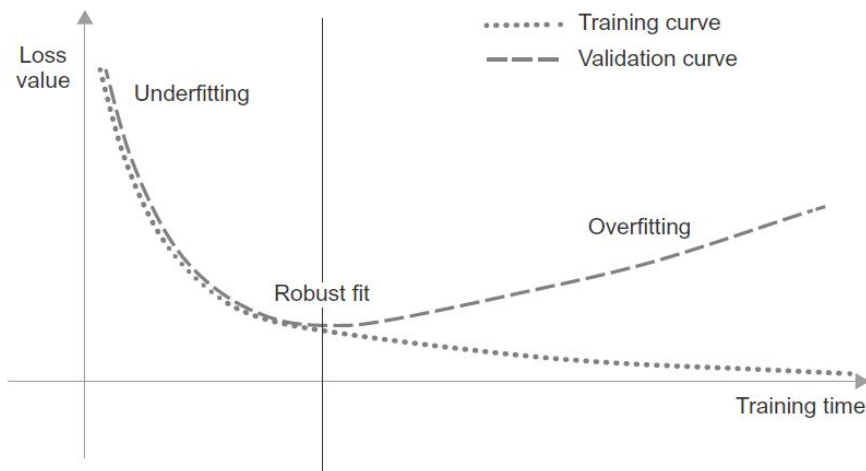 Loss
value
Training curve
Validation curve
Underfitting
Overfitting
Robust fit
Training time